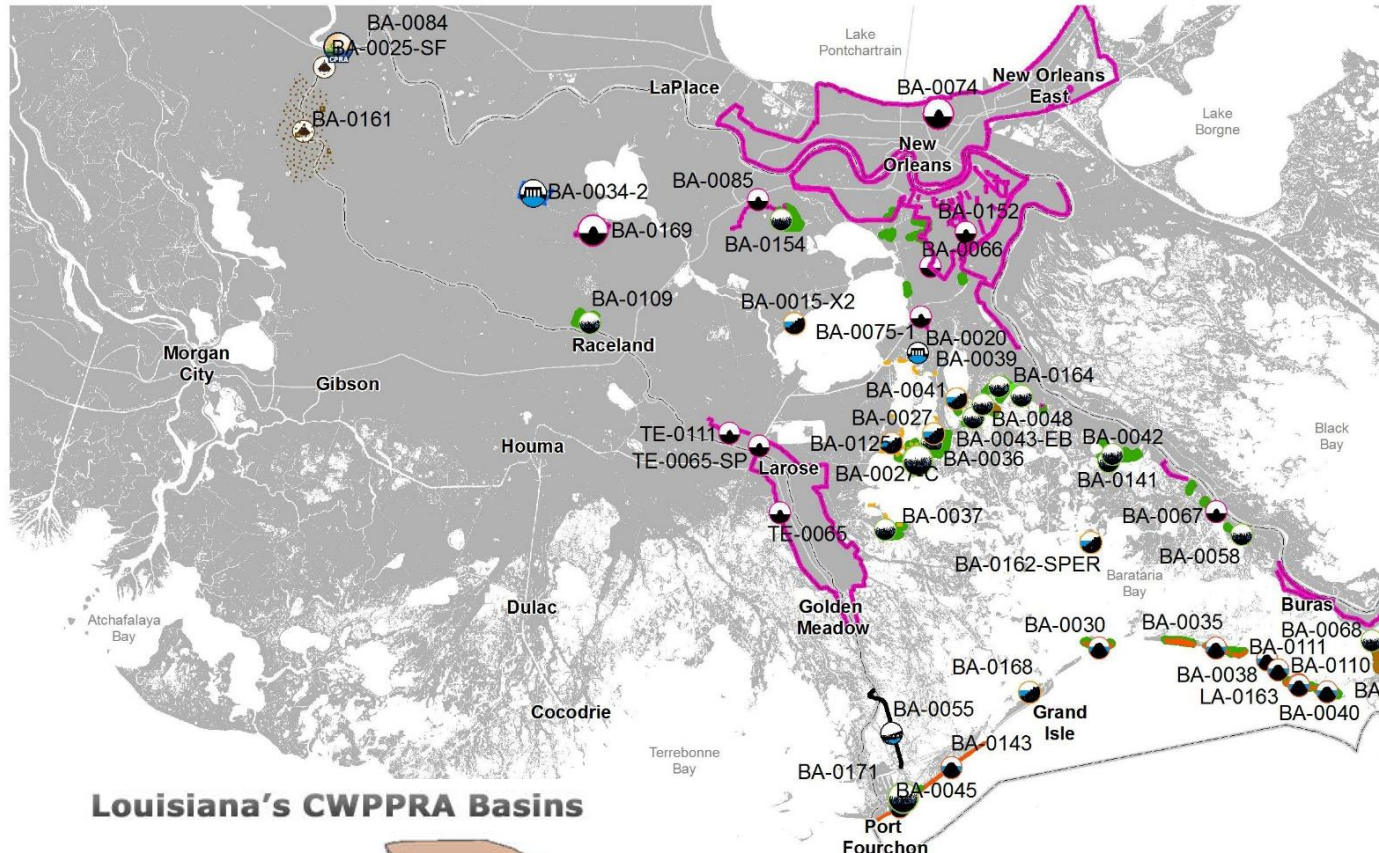 BA-0084
BA-0025-SF
CPRA
BA-0161
Lake
Pontchartrain
LaPlace
BA-0074
New Orleans
East
Lake
Borgne
New
Orleans
BA-0034-2
BA-0085
BA-0169
BA-0154
BA-0152
BA-0066
BA-0109
BA-0015-X2
BA-0075-1
BA-0020
Raceland
Morgan
City
Gibson
BA-0039
BA-0164
BA-0041
BA-0027
BA-0048
BA-0125
BA-0043-EB
BA-0036
BA-0042
Black
Bay
TE-0111
TE-0065-SP
Houma
Larose
BA-0027-C
BA-0141
TE-0065
BA-0037
BA-0067
BA-0058
BA-0162-SPER
Barataria
Bay
Atchafalaya
Bay
Dulac
Golden
Meadow
Buras
BA-0068
BA-0030
BA-0035
BA-0111
BA-0110
BA-0038
LA-0163
BA-0040
BA
BA-0168
Grand
Isle
Cocodrie
BA-0055
BA-0143
Terrebonne
Bay
BA-0171
BA-0045
Port
Fourchon
Louisiana's CWPPRA Basins